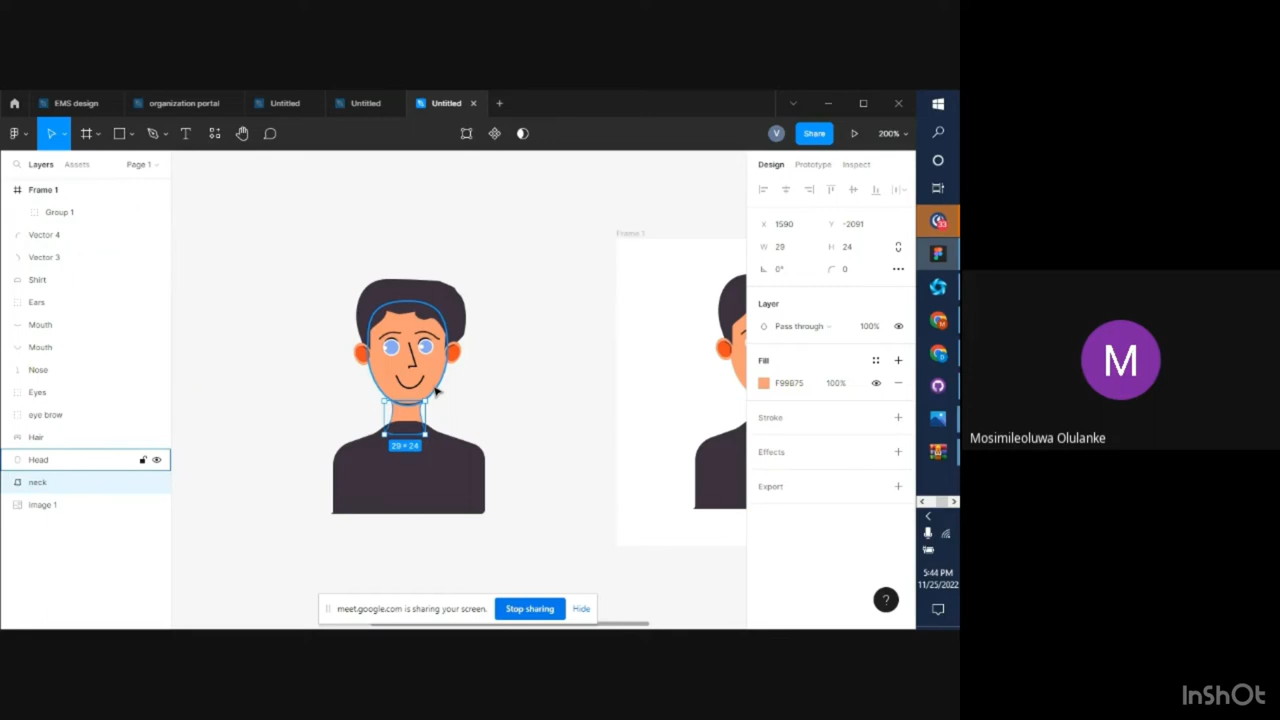 EMS design
organization portal
Untitled
Untitled
Untitled
V
Share
200%
Layers
Assets
Page 1
Design
Prototype
Inspect
Frame 1
Group 1
Vector 4
Vector 3
Shirt
Ears
Mouth
Mouth
Nose
Eyes
eye brow
Hair
Head
neck
Image 1
Frame 1
29 × 24
X 1590 Y -2091
W 29 H 24
0° 0
Layer
Pass through 100%
Fill
F99B75 100%
Stroke
Effects
Export
?
meet.google.com is sharing your screen.
Stop sharing
Hide
5:44 PM
11/25/2022
M
Mosimileoluwa Olulanke
InShOt